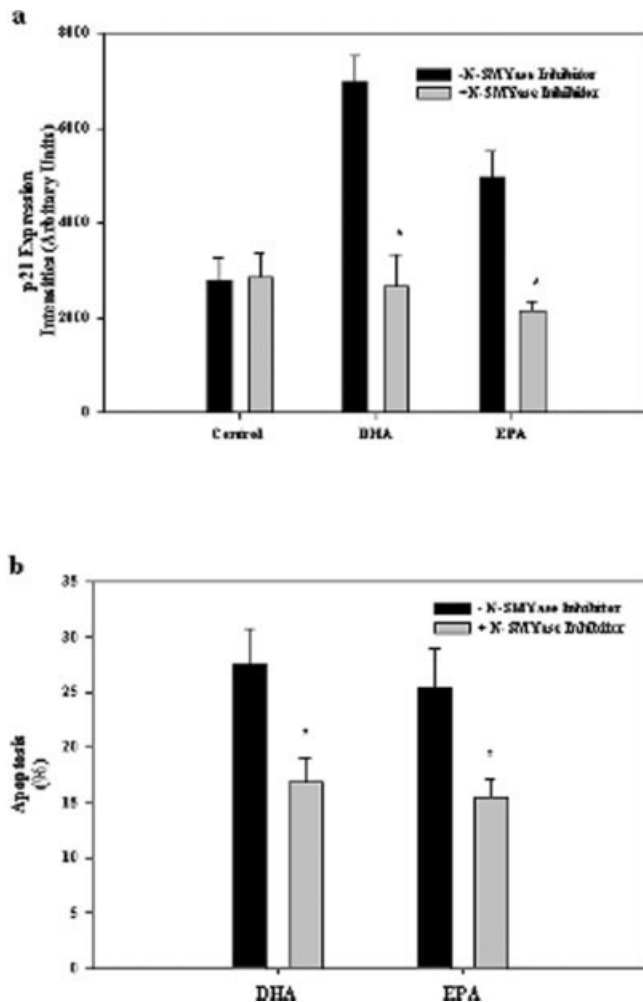 a
8000
6000
4000
2000
0
p21 Expression
Intensities (Arbitrary Units)
-N-SMYase Inhibitor
+N-SMYase Inhibitor
*
*
Control DHA EPA
b
35
30
25
20
15
10
5
0
Apoptosis
(%)
- N-SMYase Inhibitor
+ N-SMYase Inhibitor
*
*
DHA EPA